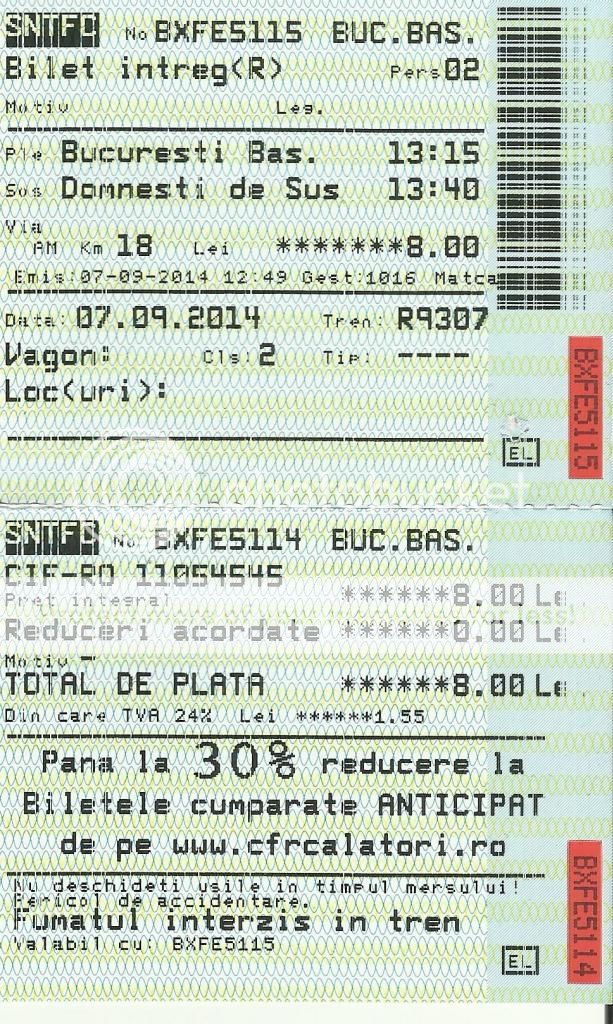 SNTFC No BXFE5115 BUC.BAS.
Bilet intreg(R) Pers 02
Motiv Leg.
Ple Bucuresti Bas. 13:15
Sos Domnesti de Sus 13:40
Via
AM Km 18 Lei *******8.00
Emis:07-09-2014 12:49 Gest:1016 Matca
Data: 07.09.2014 Tren: R9307
Vagon: Cls: 2 Tip: ----
Loc(uri):
BXFE5115
EL
SNTFC No BXFE5114 BUC.BAS.
CIF-RO 11054545
Pret integral ******8.00 Le
Reduceri acordate ******0.00 Le
Motiv -
TOTAL DE PLATA ******8.00 Le
Din care TVA 24% Lei ******1.55
Pana la 30% reducere la
Biletele cumparate ANTICIPAT
de pe www.cfrcalatori.ro
Nu deschideti usile in timpul mersului!
Pericol de accidentare.
Fumatul interzis in tren
Valabil cu: BXFE5115
BXFE5114
EL